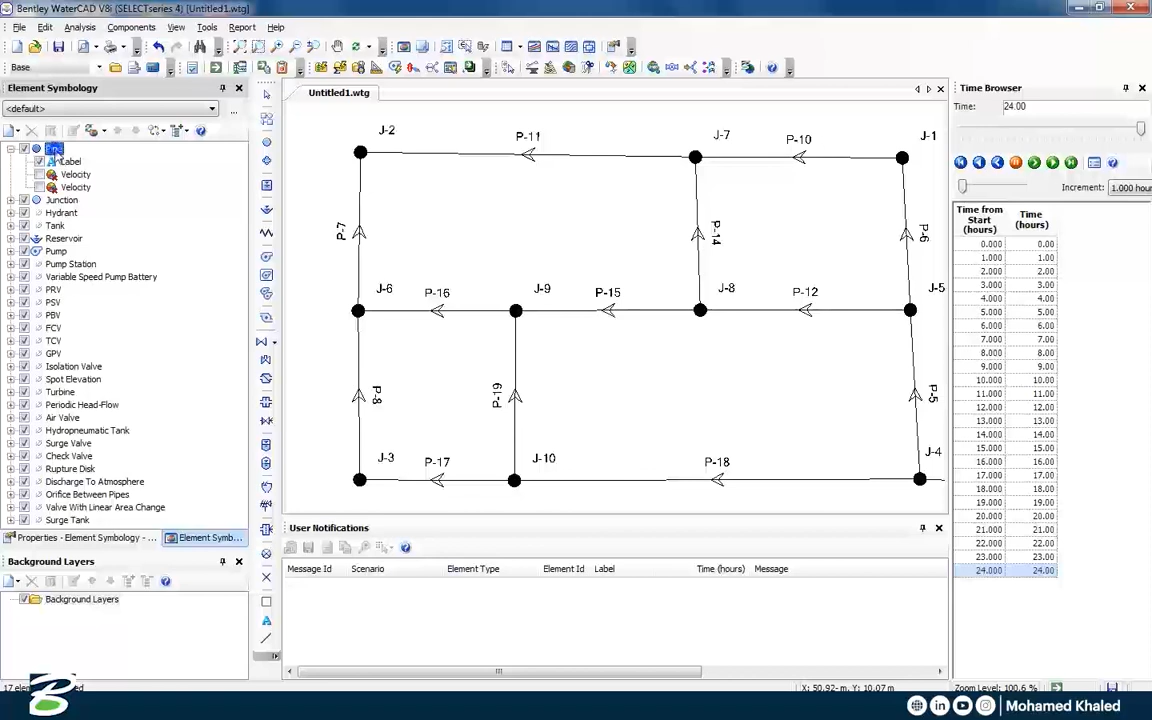 Bentley WaterCAD V8i (SELECTseries 4) [Untitled1.wtg]
File Edit Analysis Components View Tools Report Help
Base
Element Symbology
<default>
Label
Velocity
Velocity
Junction
Hydrant
Tank
Reservoir
Pump
Pump Station
Variable Speed Pump Battery
PRV
PSV
PBV
FCV
TCV
GPV
Isolation Valve
Spot Elevation
Turbine
Periodic Head-Flow
Air Valve
Hydropneumatic Tank
Surge Valve
Check Valve
Rupture Disk
Discharge To Atmosphere
Orifice Between Pipes
Valve With Linear Area Change
Surge Tank
Properties - Element Symbology - ...
Element Symb...
Background Layers
Background Layers
Untitled1.wtg
J-2
P-11
J-7
P-10
J-1
P-7
P-14
P-6
J-6
P-16
J-9
P-15
J-8
P-12
J-5
P-8
P-19
P-5
J-3
P-17
J-10
P-18
J-4
User Notifications
Message Id Scenario Element Type Element Id Label Time (hours) Message
X: 50.92 m, Y: 10.07 m
Zoom Level: 100.6 %
Time Browser
Time: 24.00
Increment: 1.000 hour
Time from Start (hours) Time (hours)
0.000 0.00
1.000 1.00
2.000 2.00
3.000 3.00
4.000 4.00
5.000 5.00
6.000 6.00
7.000 7.00
8.000 8.00
9.000 9.00
10.000 10.00
11.000 11.00
12.000 12.00
13.000 13.00
14.000 14.00
15.000 15.00
16.000 16.00
17.000 17.00
18.000 18.00
19.000 19.00
20.000 20.00
21.000 21.00
22.000 22.00
23.000 23.00
24.000 24.00
Mohamed Khaled